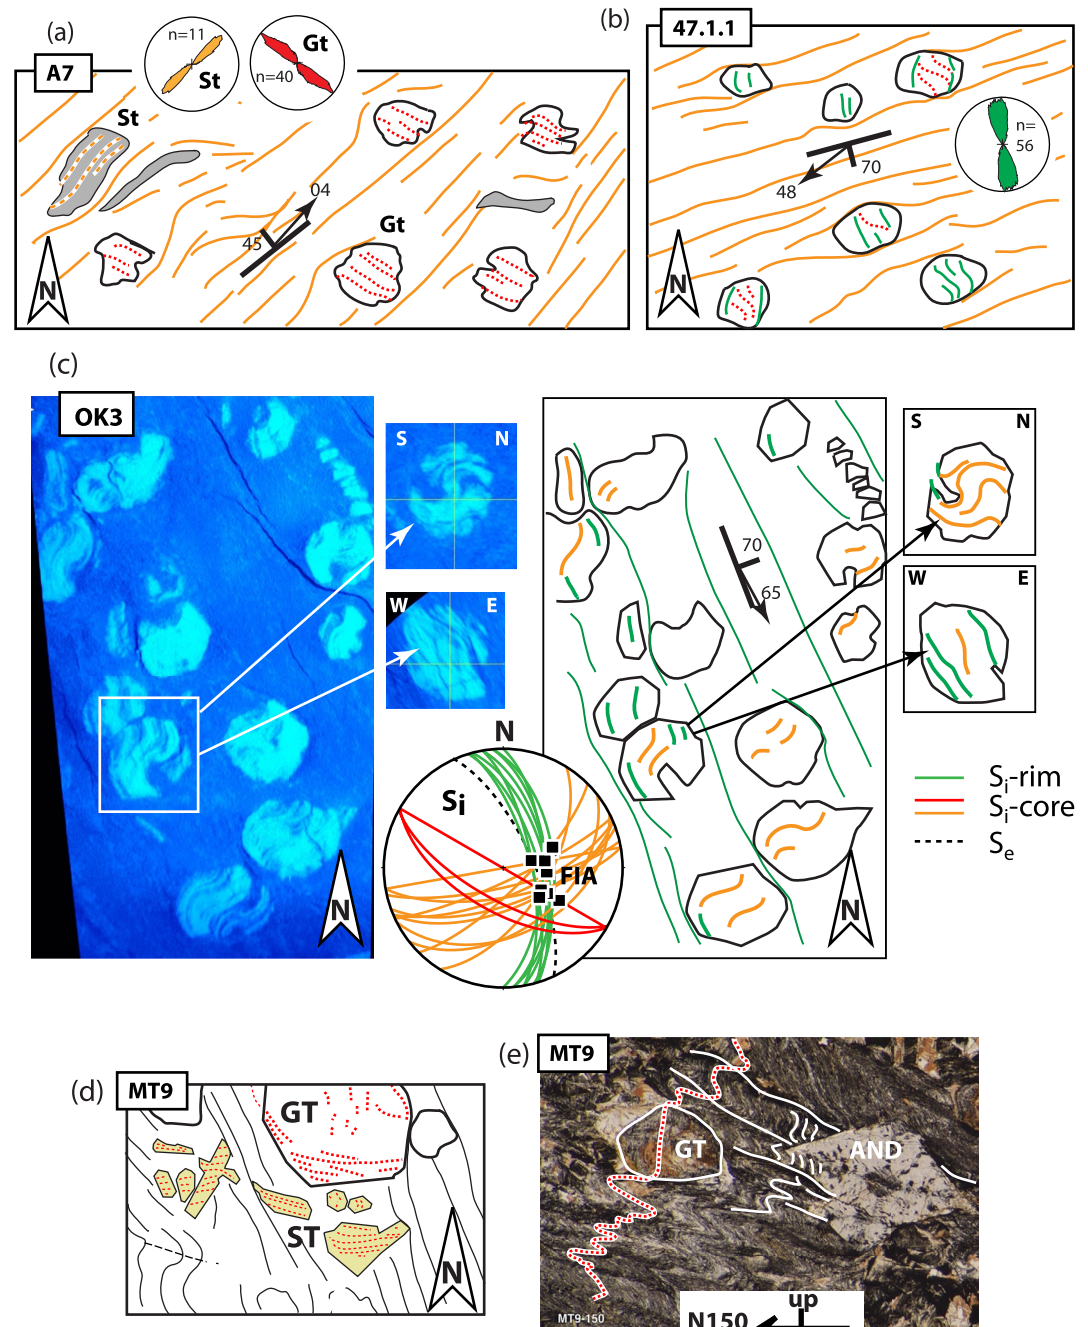 (a)
A7
n=11
St
Gt
n=40
St
04
45
Gt
N
(b)
47.1.1
n=
56
70
48
N
(c)
OK3
S N
W E
N
70
65
S N
W E
N
Si-rim
Si-core
Se
N
Si
FIA
(d)
MT9
GT
ST
N
(e)
MT9
GT
AND
MT9-150
up
N150